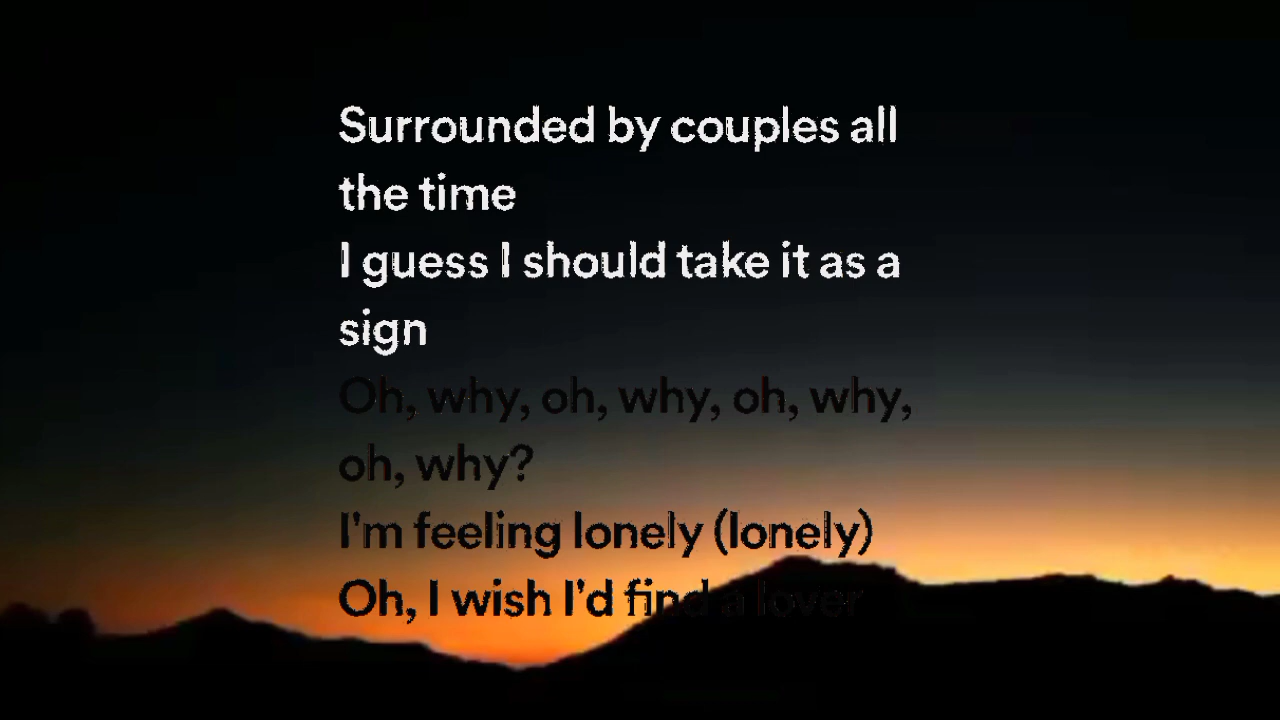 Surrounded by couples all
the time
I guess I should take it as a
sign
Oh, why, oh, why, oh, why,
oh, why?
I'm feeling lonely (lonely)
Oh, I wish I'd find a lover